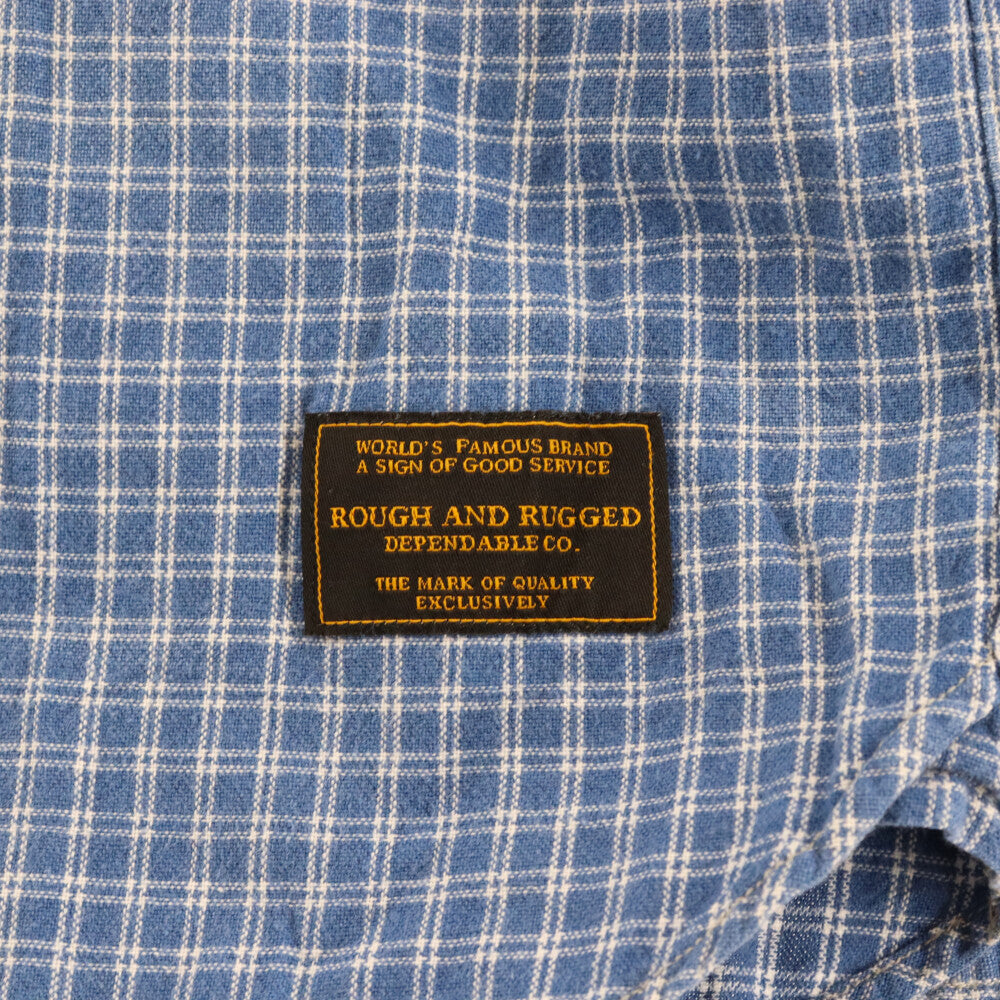 WORLD'S FAMOUS BRAND
A SIGN OF GOOD SERVICE
ROUGH AND RUGGED
DEPENDABLE CO.
THE MARK OF QUALITY
EXCLUSIVELY